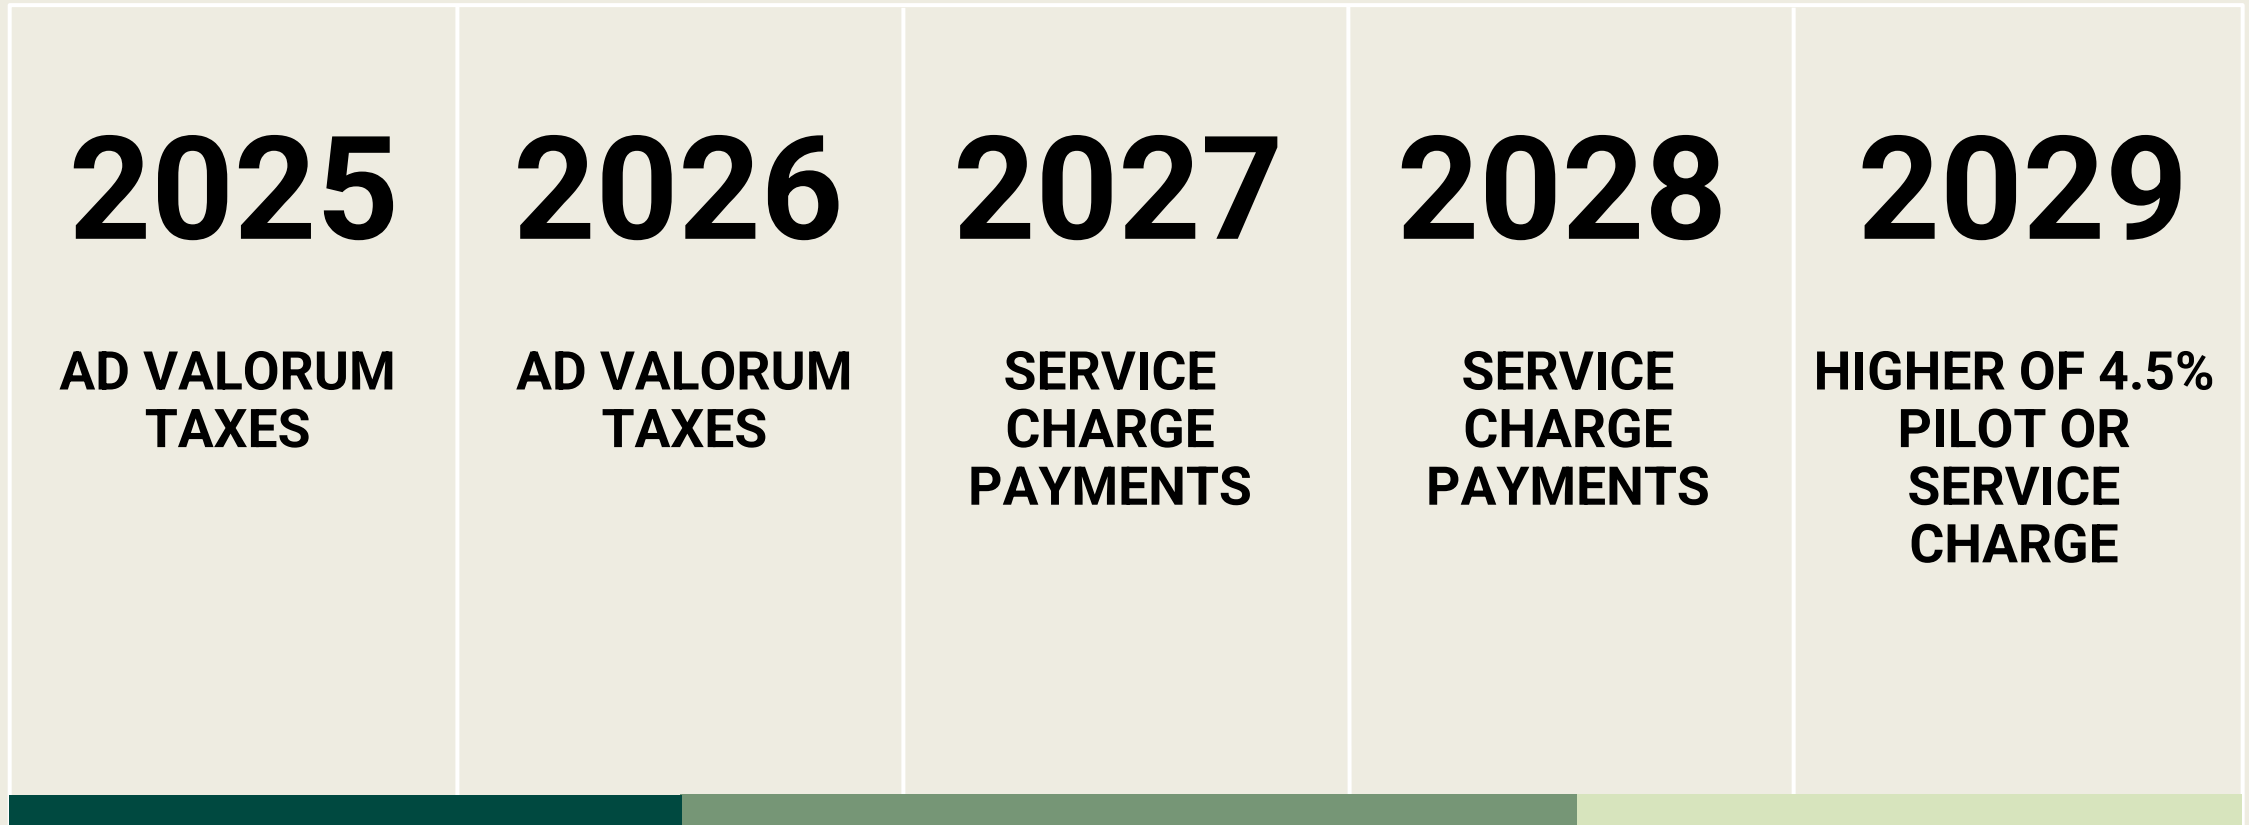 2025
AD VALORUM
TAXES
2026
AD VALORUM
TAXES
2027
SERVICE
CHARGE
PAYMENTS
2028
SERVICE
CHARGE
PAYMENTS
2029
HIGHER OF 4.5%
PILOT OR
SERVICE
CHARGE